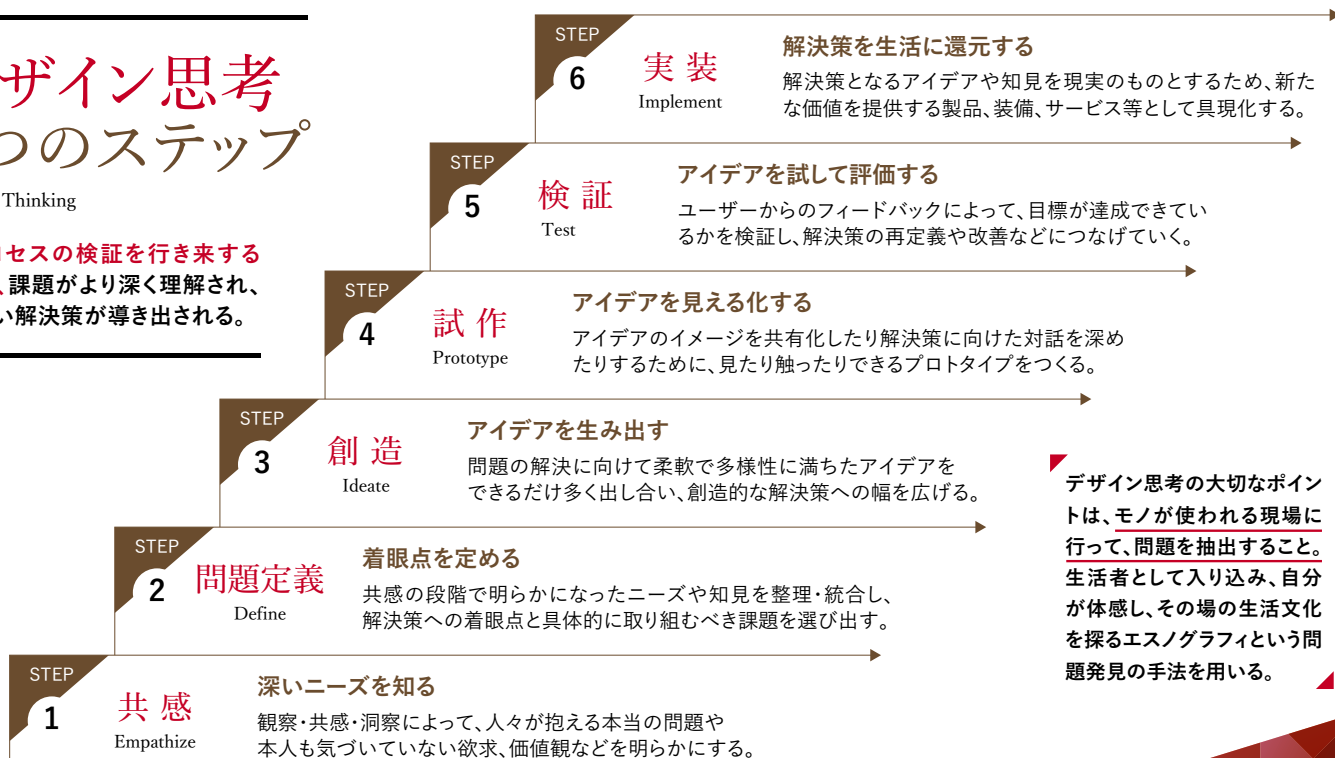 ザイン思考
つのステップ
Thinking
セスの検証を行き来する
、課題がより深く理解され、
い解決策が導き出される。
STEP
6
実装
Implement
解決策を生活に還元する
解決策となるアイデアや知見を現実のものとするため、新た
な価値を提供する製品、装備、サービス等として具現化する。
STEP
5
検証
Test
アイデアを試して評価する
ユーザーからのフィードバックによって、目標が達成できてい
るかを検証し、解決策の再定義や改善などにつなげていく。
STEP
4
試作
Prototype
アイデアを見える化する
アイデアのイメージを共有化したり解決策に向けた対話を深め
たりするために、見たり触ったりできるプロトタイプをつくる。
STEP
3
創造
Ideate
アイデアを生み出す
問題の解決に向けて柔軟で多様性に満ちたアイデアを
できるだけ多く出し合い、創造的な解決策への幅を広げる。
STEP
2
問題定義
Define
着眼点を定める
共感の段階で明らかになったニーズや知見を整理・統合し、
解決策への着眼点と具体的に取り組むべき課題を選び出す。
STEP
1
共感
Empathize
深いニーズを知る
観察・共感・洞察によって、人々が抱える本当の問題や
本人も気づいていない欲求、価値観などを明らかにする。
デザイン思考の大切なポイン
トは、モノが使われる現場に
行って、問題を抽出すること。
生活者として入り込み、自分
が体感し、その場の生活文化
を探るエスノグラフィという問
題発見の手法を用いる。